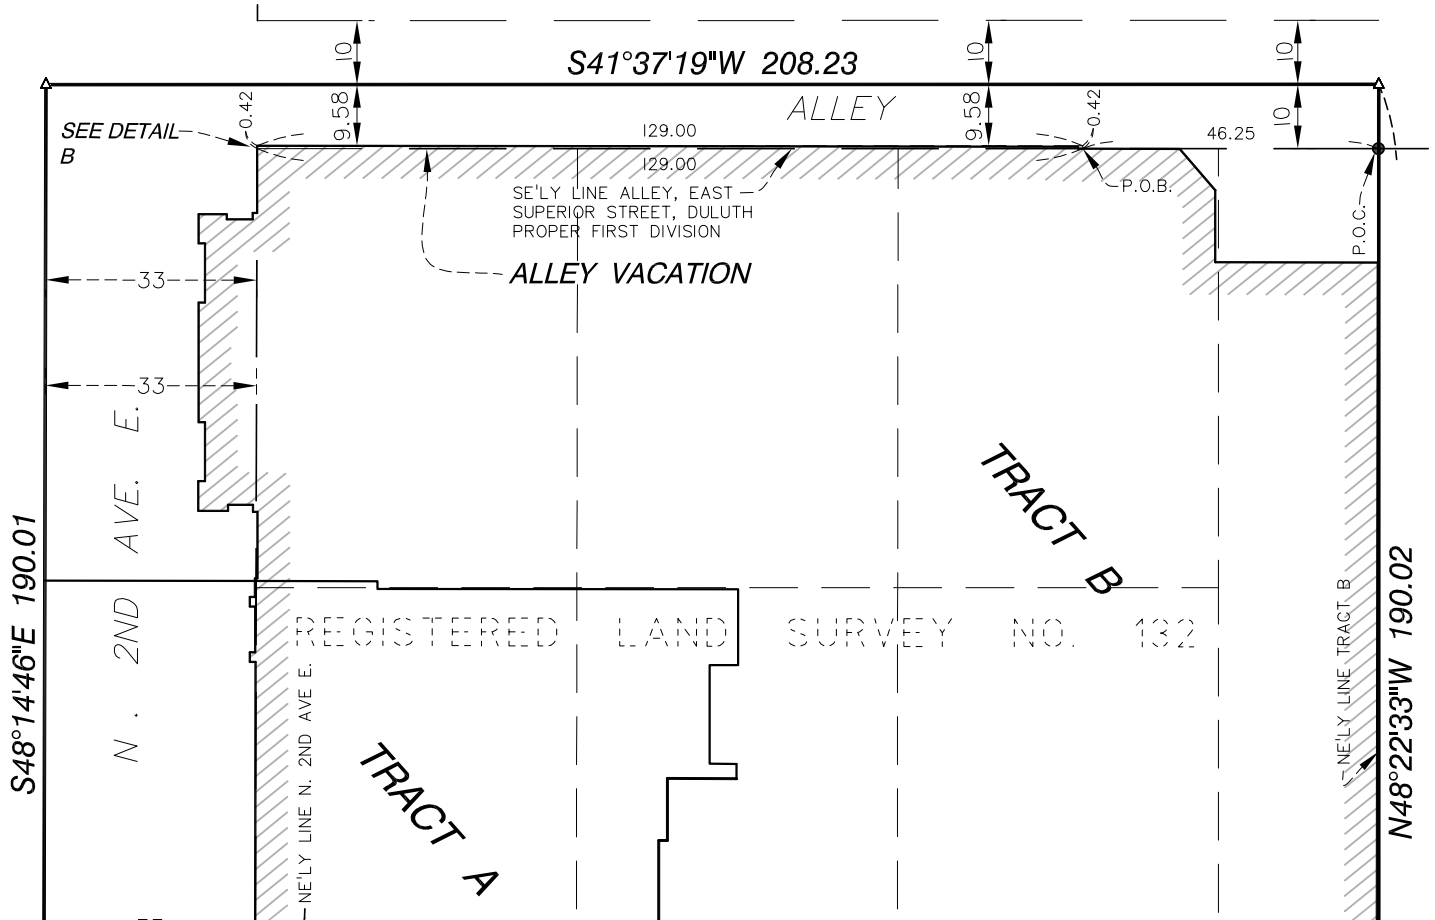 10
10
10
S41°37'19"W 208.23
0.42
9.58
ALLEY
9.58
0.42
10
SEE DETAIL
B
129.00
46.25
129.00
P.O.B.
SE'LY LINE ALLEY, EAST
SUPERIOR STREET, DULUTH
PROPER FIRST DIVISION
P.O.C.
ALLEY VACATION
33
33
N. 2ND AVE. E.
TRACT B
S48°14'46"E 190.01
N48°22'33"W 190.02
NE'LY LINE TRACT B
REGISTERED LAND SURVEY NO. 132
NE'LY LINE N. 2ND AVE E.
TRACT A